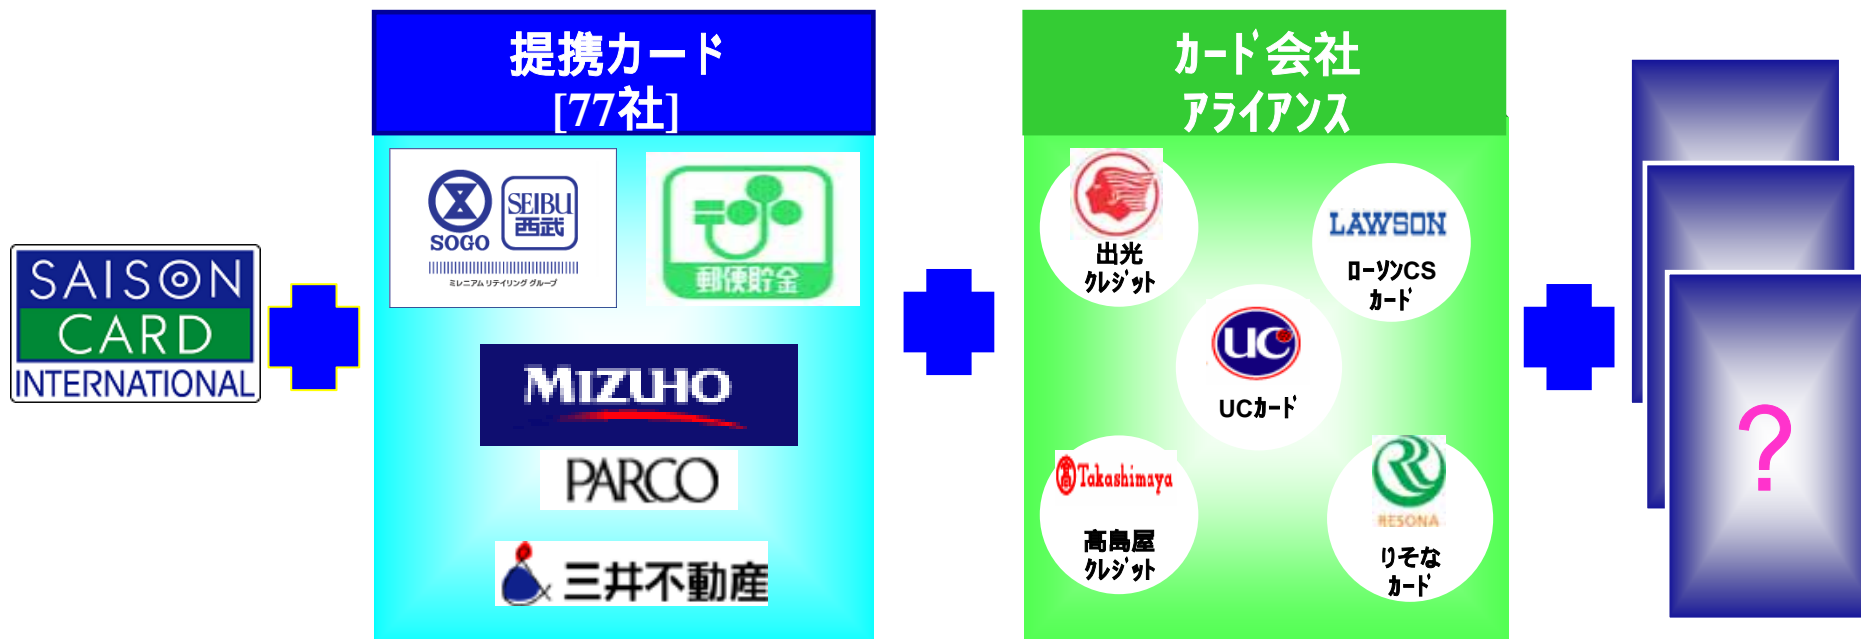 SAISON
CARD
INTERNATIONAL
提携カード
[77社]
SOGO
SEIBU
西武
ミレニアム リテイリング グループ
郵便貯金
MIZUHO
PARCO
三井不動産
ｶｰﾄﾞ会社
ｱﾗｲｱﾝｽ
出光
ｸﾚｼﾞｯﾄ
LAWSON
ﾛｰｿﾝCS
ｶｰﾄﾞ
UC
UCｶｰﾄﾞ
髙 Takashimaya
高島屋
ｸﾚｼﾞｯﾄ
RESONA
りそな
ｶｰﾄﾞ
?